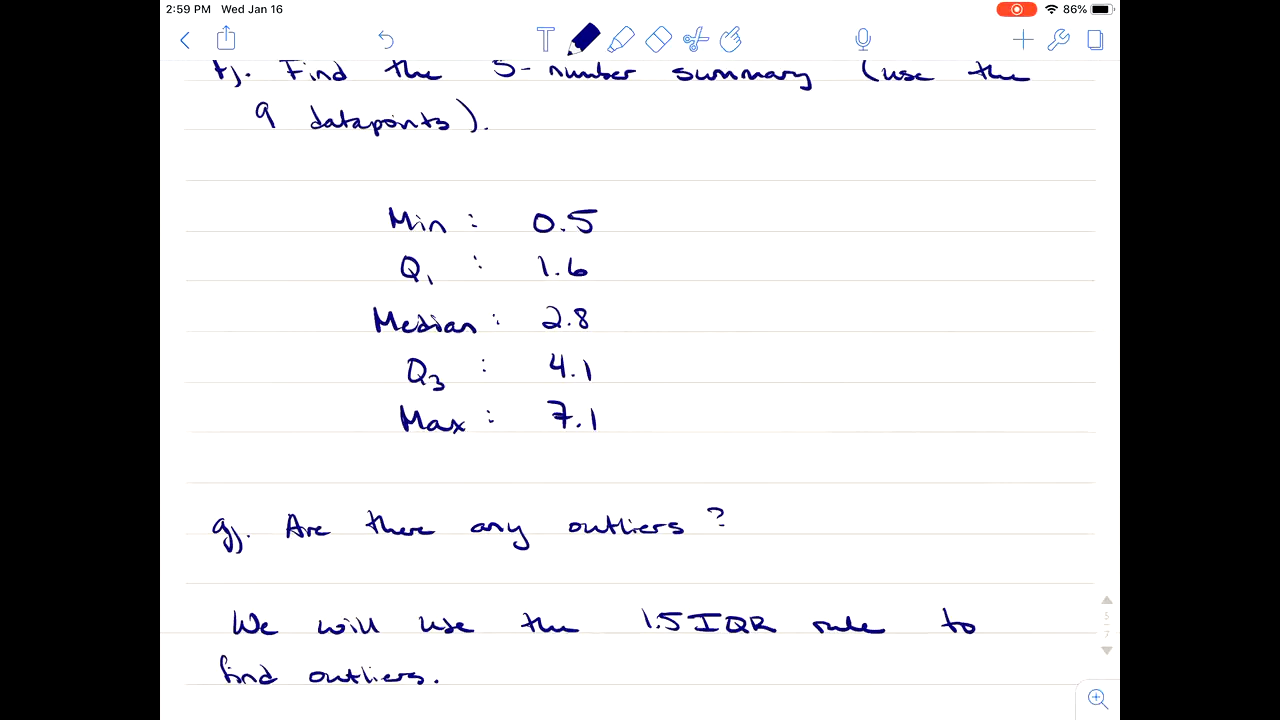 2:59 PM Wed Jan 16 86%
f). Find the 5-number summary (use the
9 datapoints).
Min : 0.5
Q1 : 1.6
Median : 2.8
Q3 : 4.1
Max : 7.1
g). Are there any outliers?
We will use the 1.5IQR rule to
find outliers.
5
7